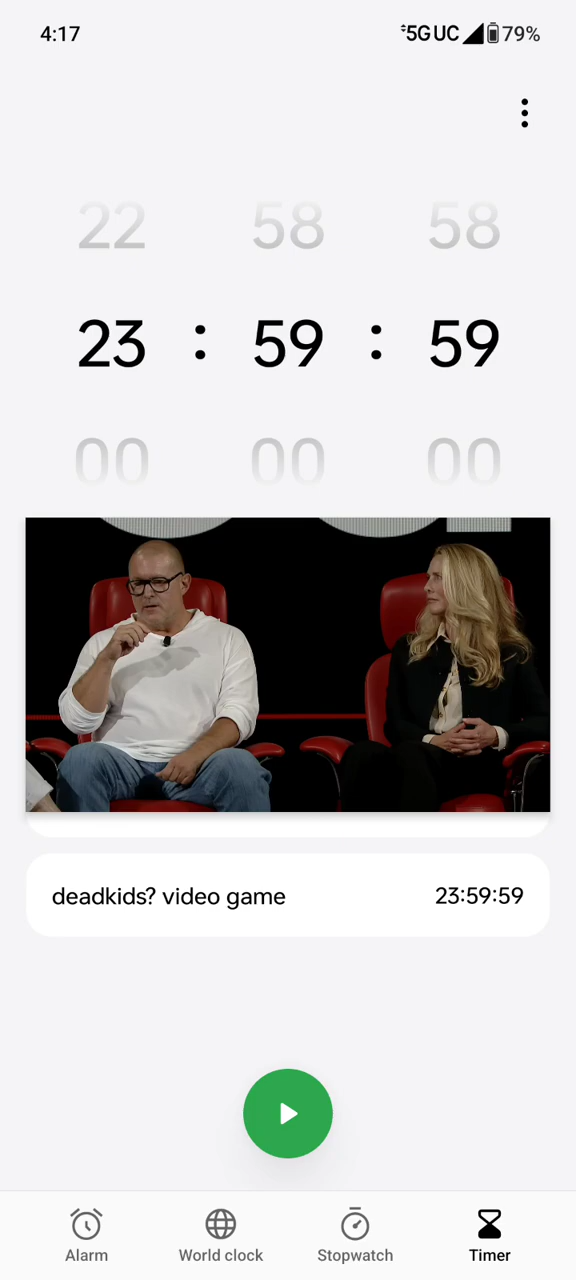 4:17 5G UC 79%
22 58 58
23 : 59 : 59
00 00 00
deadkids? video game 23:59:59
Alarm World clock Stopwatch Timer